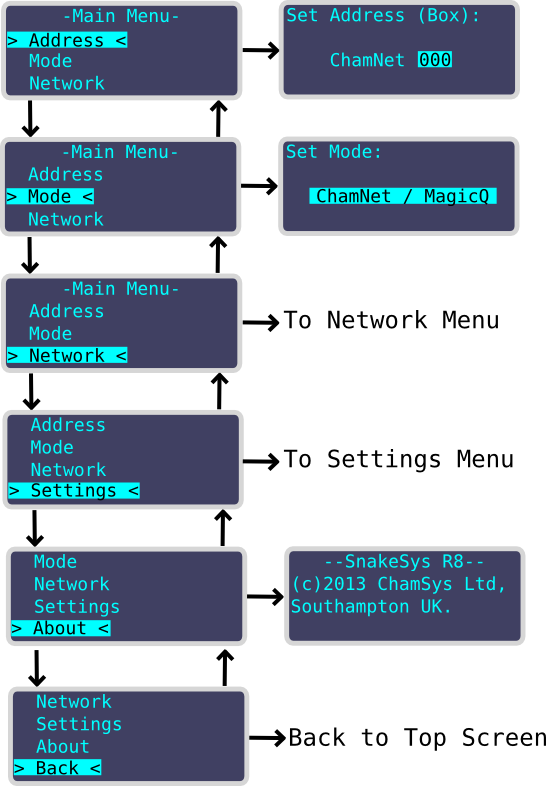 -Main Menu-
> Address <
Mode
Network
Set Address (Box):
ChamNet 000
-Main Menu-
Address
> Mode <
Network
Set Mode:
ChamNet / MagicQ
-Main Menu-
Address
Mode
> Network <
To Network Menu
Address
Mode
Network
> Settings <
To Settings Menu
Mode
Network
Settings
> About <
--SnakeSys R8--
(c)2013 ChamSys Ltd,
Southampton UK.
Network
Settings
About
> Back <
Back to Top Screen